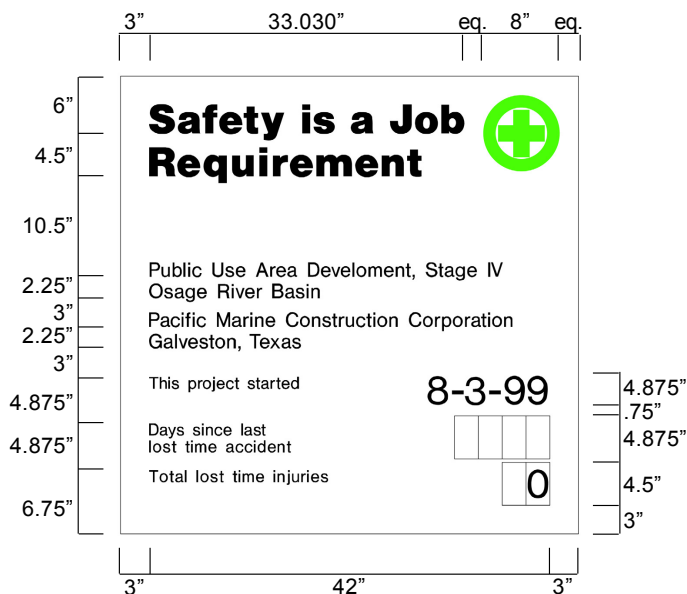 3” 33.030” eq. 8” eq.
6”
4.5”
10.5”
2.25”
3”
2.25”
3”
4.875”
4.875”
6.75”
Safety is a Job
Requirement
Public Use Area Develoment, Stage IV
Osage River Basin
Pacific Marine Construction Corporation
Galveston, Texas
This project started 8-3-99
Days since last
lost time accident
Total lost time injuries 0
4.875”
.75”
4.875”
4.5”
3”
3” 42” 3”